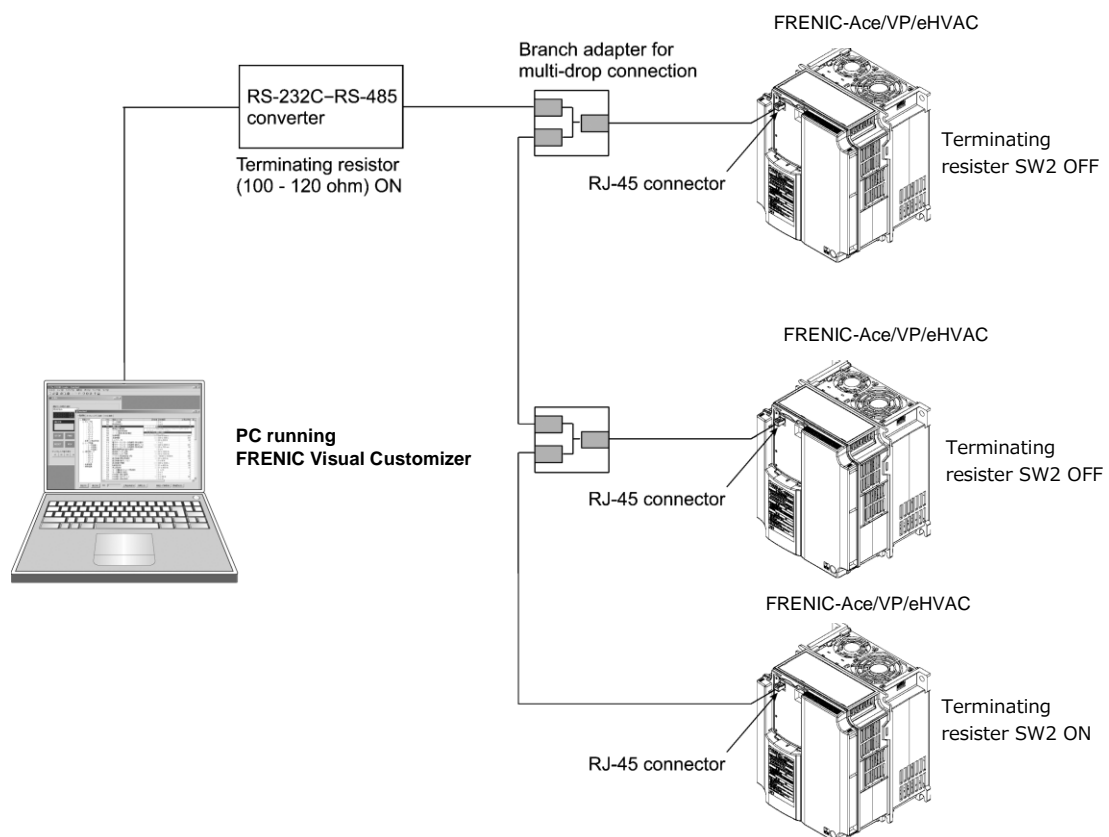 FRENIC-Ace/VP/eHVAC
Branch adapter for
multi-drop connection
RS-232C–RS-485
converter
Terminating resistor
(100 - 120 ohm) ON
RJ-45 connector
Terminating
resister SW2 OFF
FRENIC-Ace/VP/eHVAC
PC running
FRENIC Visual Customizer
RJ-45 connector
Terminating
resister SW2 OFF
FRENIC-Ace/VP/eHVAC
RJ-45 connector
Terminating
resister SW2 ON